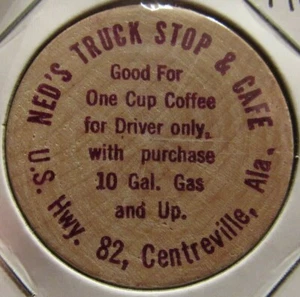 NED'S TRUCK STOP & CAFE
Good For
One Cup Coffee
for Driver only,
with purchase
10 Gal. Gas
and Up.
U.S. Hwy. 82, Centreville, Ala.